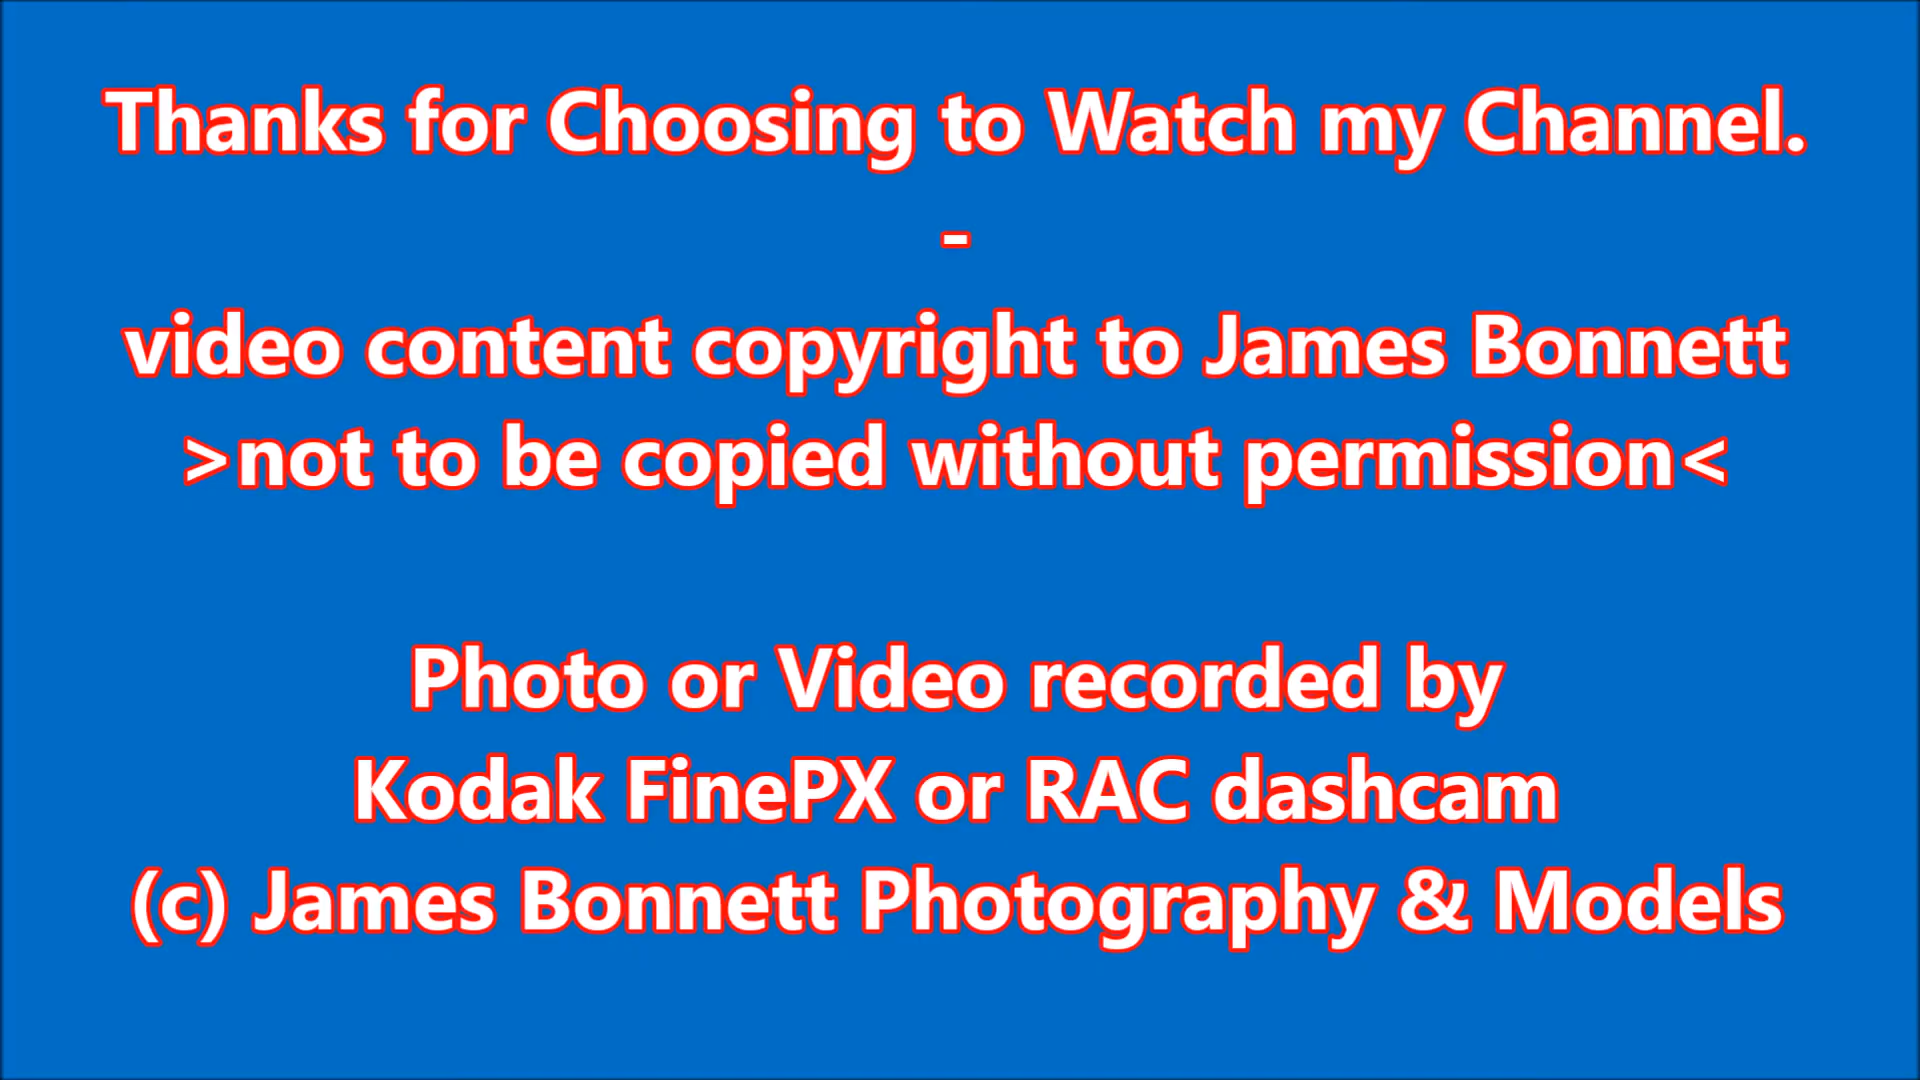 Thanks for Choosing to Watch my Channel.
-
video content copyright to James Bonnett
>not to be copied without permission<
Photo or Video recorded by
Kodak FinePX or RAC dashcam
(c) James Bonnett Photography & Models